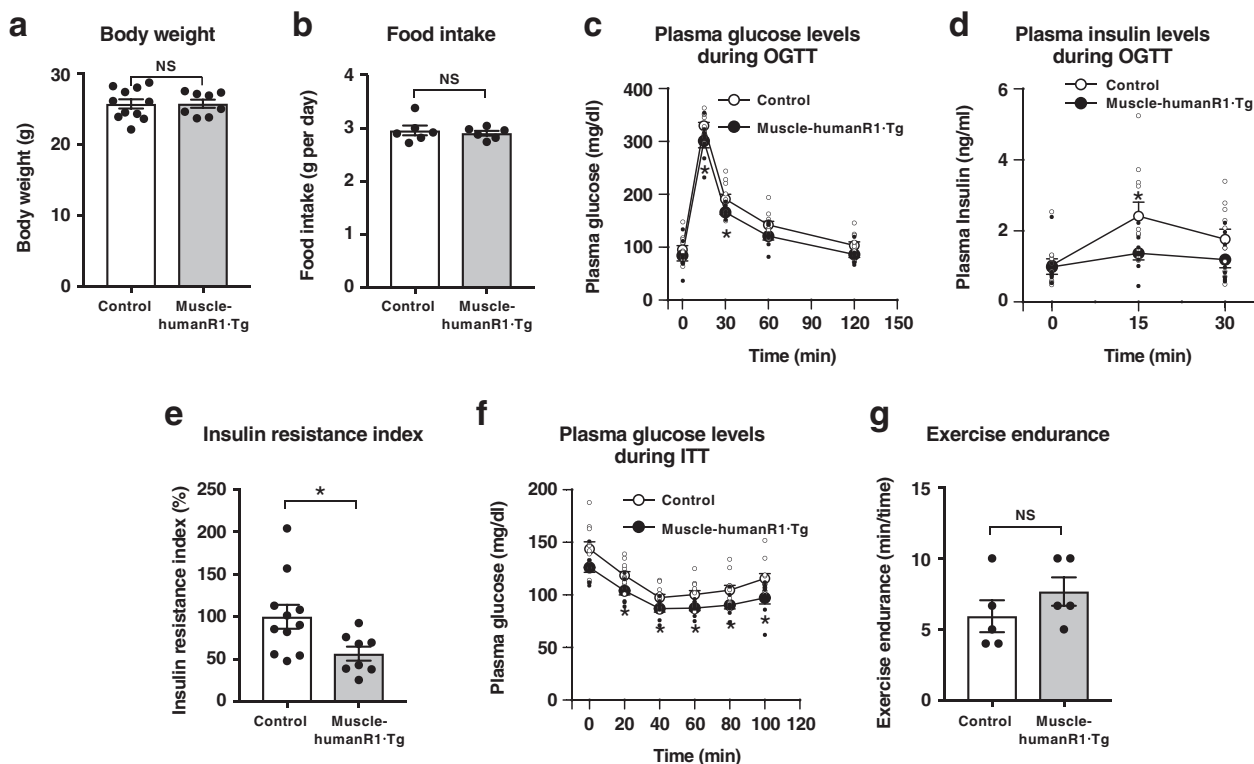 a
Body weight
NS
30
20
10
0
Body weight (g)
Control
Muscle-
humanR1·Tg
b
Food intake
NS
4
3
2
1
0
Food intake (g per day)
Control
Muscle-
humanR1·Tg
c
Plasma glucose levels
during OGTT
Control
Muscle-humanR1·Tg
400
300
200
100
0
Plasma glucose (mg/dl)
*
*
0 30 60 90 120 150
Time (min)
d
Plasma insulin levels
during OGTT
Control
Muscle-humanR1·Tg
6
4
2
0
Plasma Insulin (ng/ml)
*
0 15 30
Time (min)
e
Insulin resistance index
*
250
200
150
100
50
0
Insulin resistance index (%)
Control
Muscle-
humanR1·Tg
f
Plasma glucose levels
during ITT
Control
Muscle-humanR1·Tg
200
150
100
50
0
Plasma glucose (mg/dl)
* * * * *
0 20 40 60 80 100 120
Time (min)
g
Exercise endurance
NS
15
10
5
0
Exercise endurance (min/time)
Control
Muscle-
humanR1·Tg